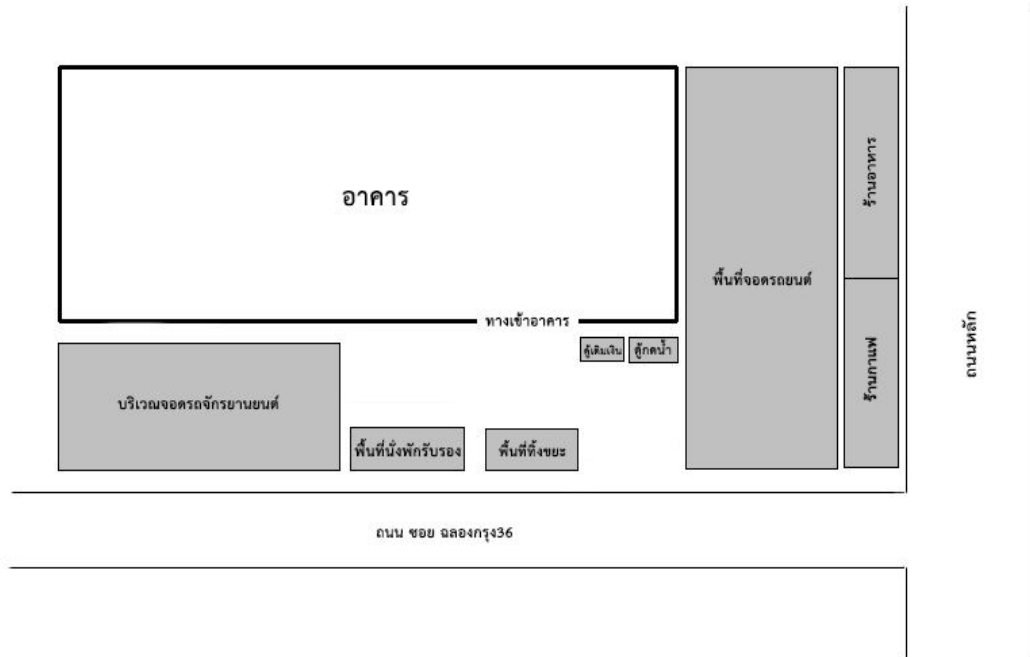 อาคาร
ร้านอาหาร
พื้นที่จอดรถยนต์
ทางเข้าอาคาร
ถนนหลัก
ตู้เติมเงิน
ตู้กดน้ำ
ร้านกาแฟ
บริเวณจอดรถจักรยานยนต์
พื้นที่นั่งพักรับรอง
พื้นที่ทิ้งขยะ
ถนน ซอย ฉลองกรุง36